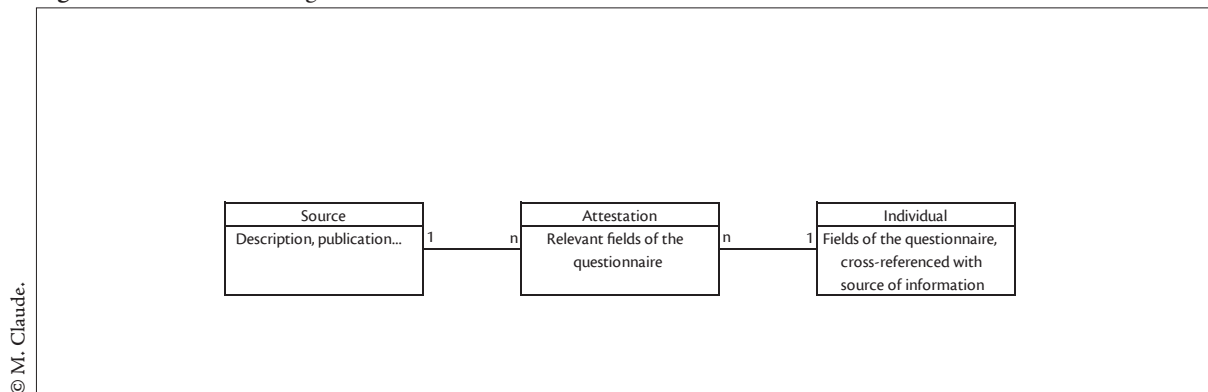 Source
Description, publication...
1
n
Attestation
Relevant fields of the
questionnaire
n
1
Individual
Fields of the questionnaire,
cross-referenced with
source of information
© M. Claude.